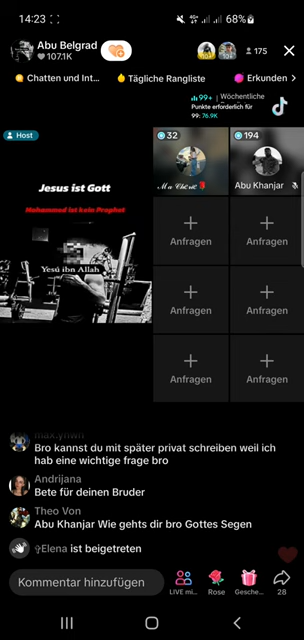 14:23
68%
Abu Belgrad
107.1K
175
Chatten und Int...
Tägliche Rangliste
Erkunden >
99+ | Wöchentliche
Punkte erforderlich für
99: 76.9K
Host
32
194
Abu Khanjar
Jesus ist Gott
Mohammed ist kein Prophet
Yesú ibn Allah
+
Anfragen
+
Anfragen
+
Anfragen
+
Anfragen
+
Anfragen
+
Anfragen
Bro kannst du mit später privat schreiben weil ich
hab eine wichtige frage bro
Andrijana
Bete für deinen Bruder
Theo Von
Abu Khanjar Wie gehts dir bro Gottes Segen
✞Elena ist beigetreten
Kommentar hinzufügen
LIVE mi...
Rose
Gesche...
28